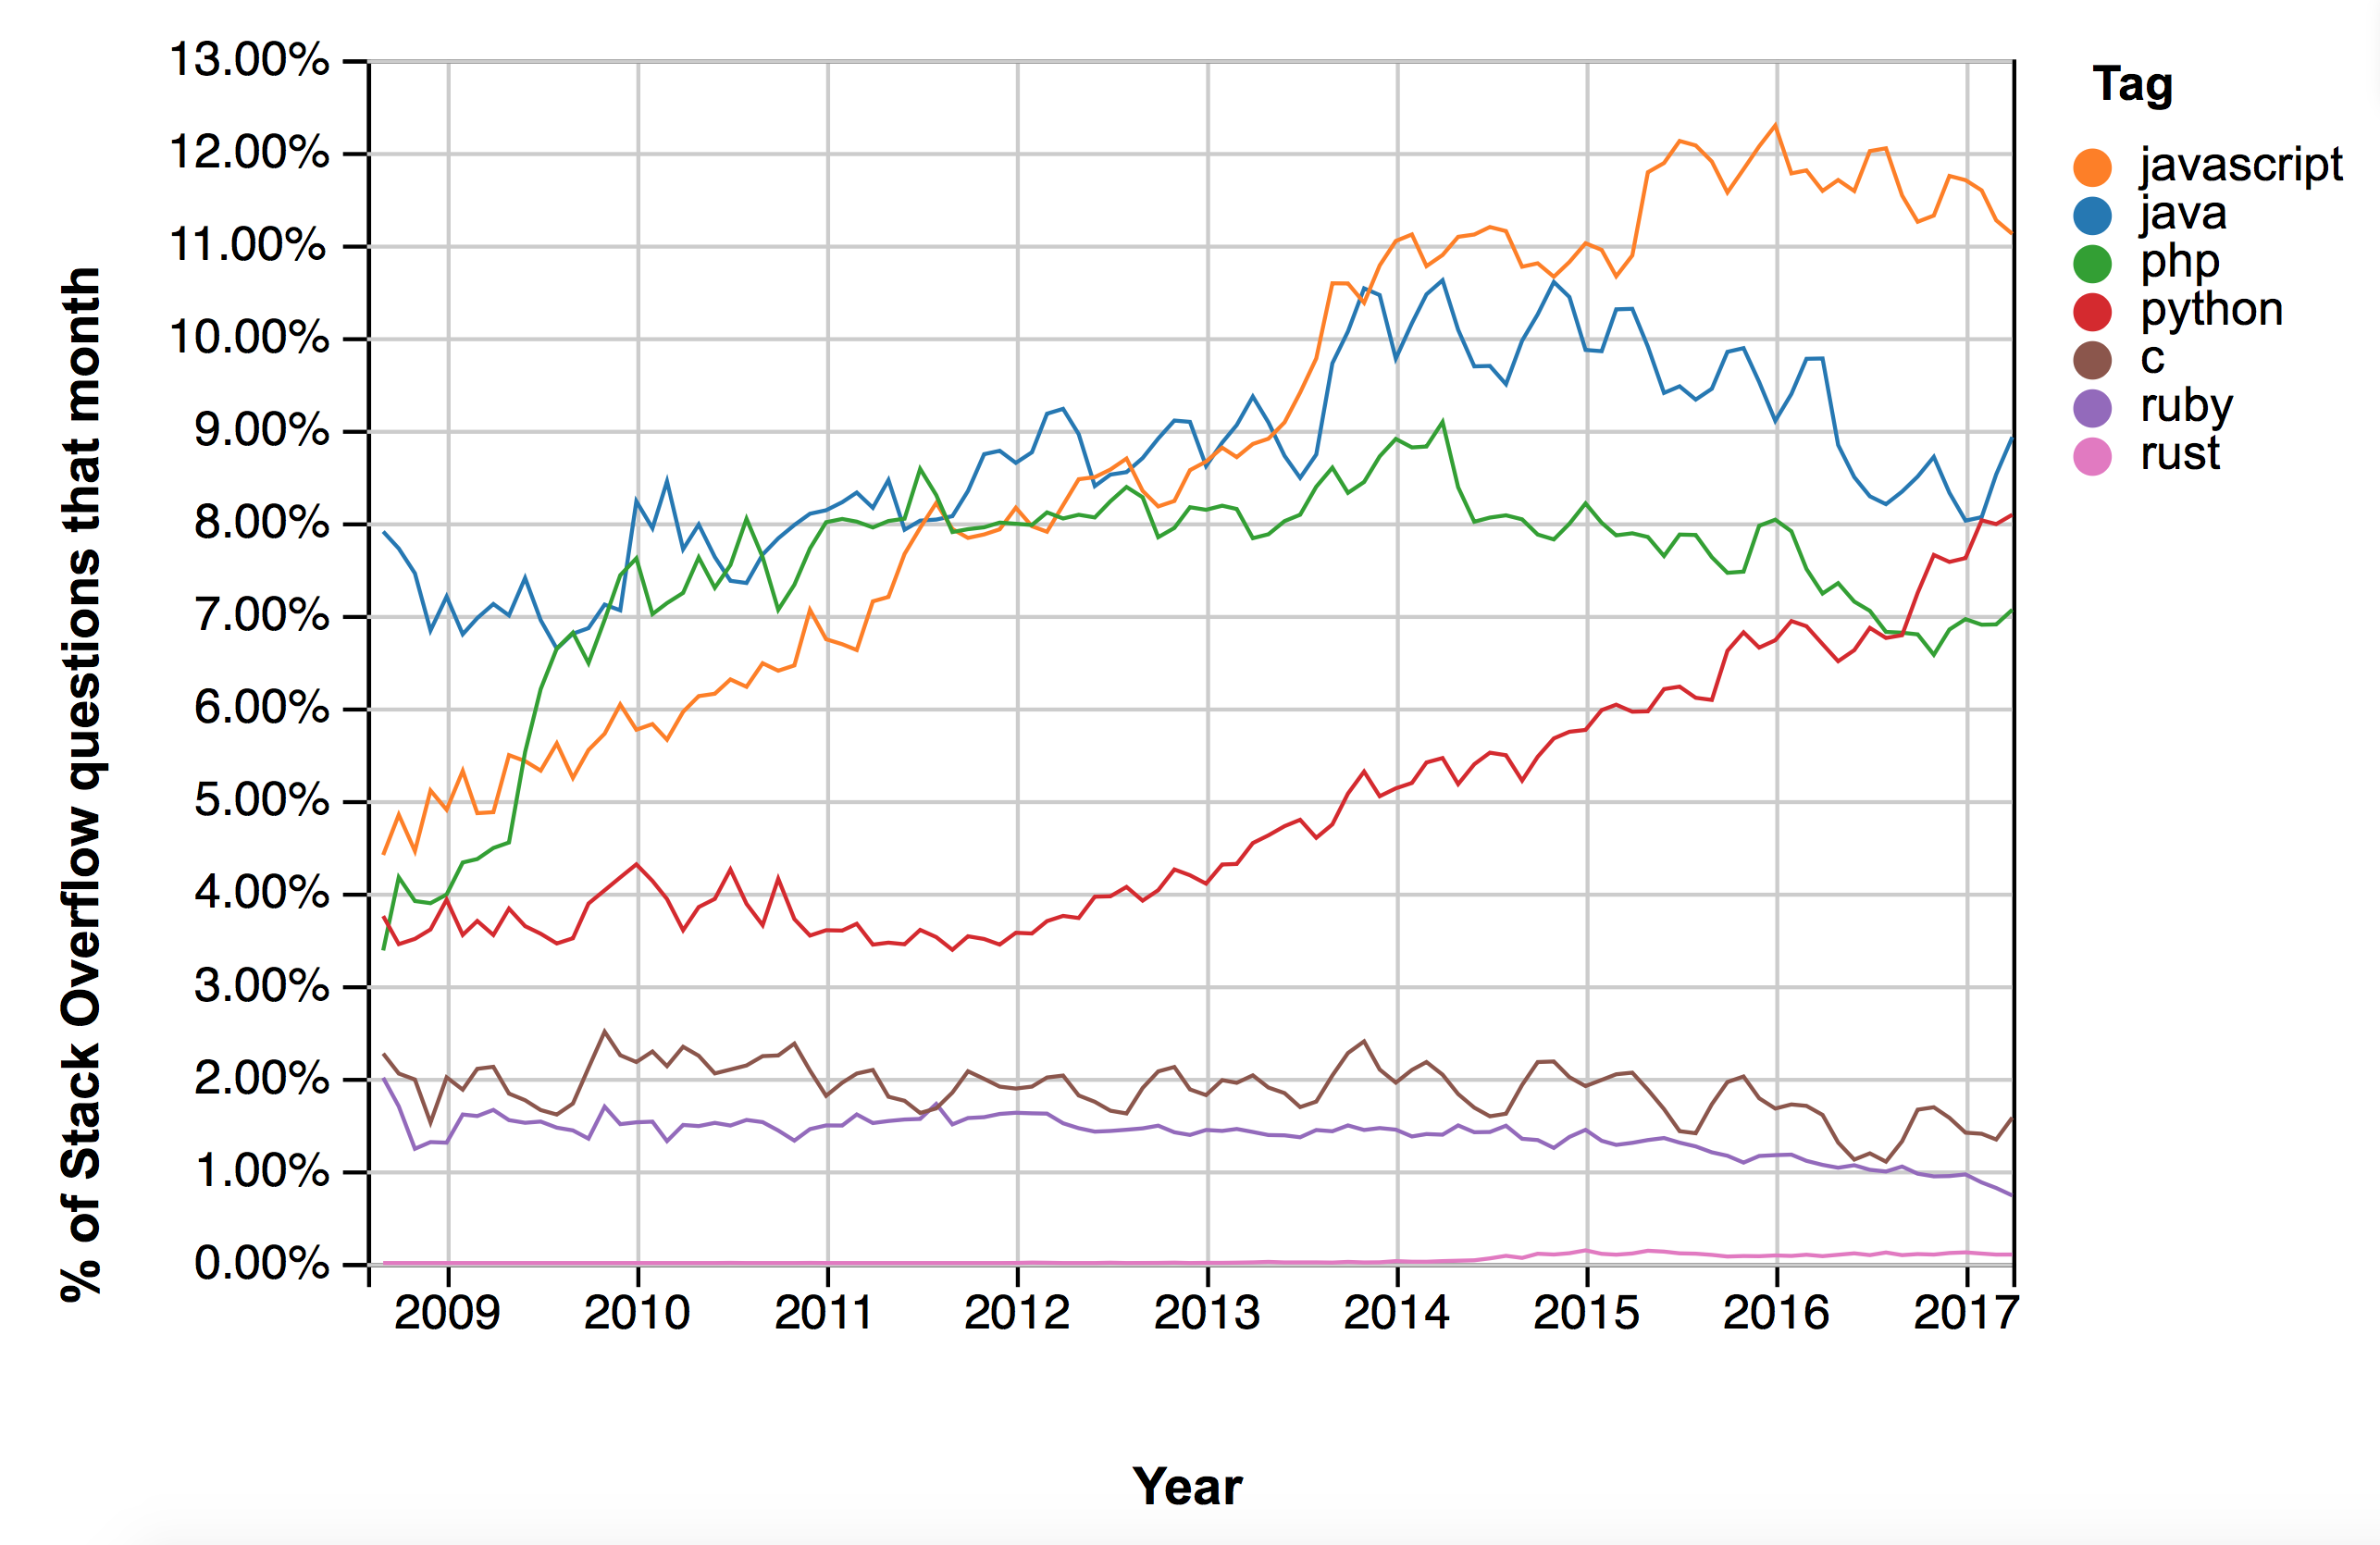 % of Stack Overflow questions that month
13.00%
12.00%
11.00%
10.00%
9.00%
8.00%
7.00%
6.00%
5.00%
4.00%
3.00%
2.00%
1.00%
0.00%
2009 2010 2011 2012 2013 2014 2015 2016 2017
Year
Tag
javascript
java
php
python
c
ruby
rust